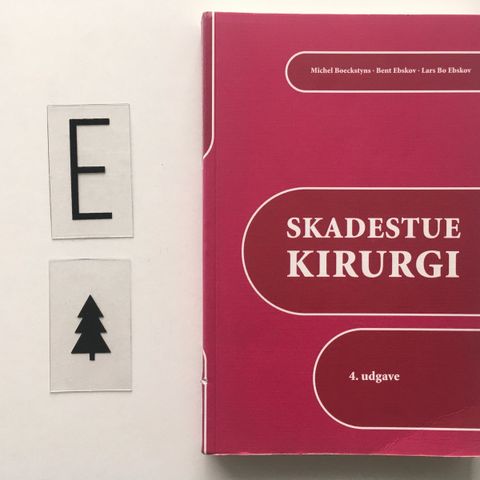 E
Michel Boeckstyns · Bent Ebskov · Lars Bo Ebskov
SKADESTUE
KIRURGI
4. udgave